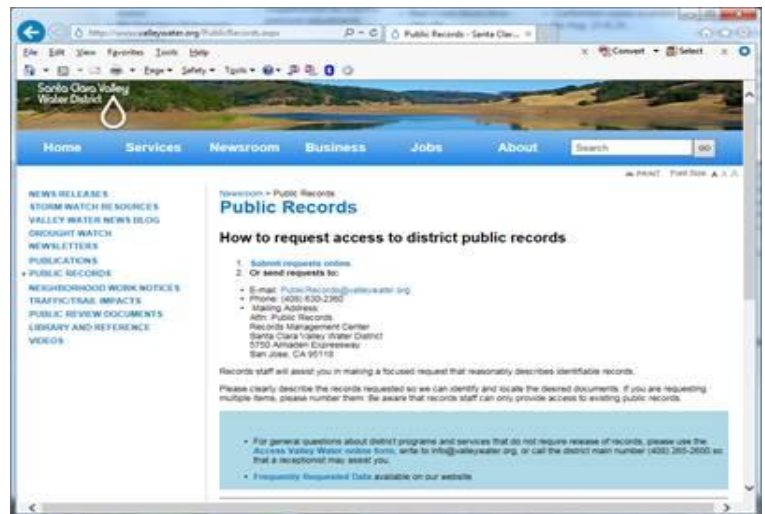 http://www.valleywater.org/PublicRecords.aspx
Public Records - Santa Clar...
File Edit View Favorites Tools Help
Convert Select
Page Safety Tools
Santa Clara Valley
Water District
Home Services Newsroom Business Jobs About Search GO
PRINT Font Size A A A
NEWS RELEASES
STORM WATCH RESOURCES
VALLEY WATER NEWS BLOG
DROUGHT WATCH
NEWSLETTERS
PUBLICATIONS
PUBLIC RECORDS
NEIGHBORHOOD WORK NOTICES
TRAFFIC/TRAIL IMPACTS
PUBLIC REVIEW DOCUMENTS
LIBRARY AND REFERENCE
VIDEOS
Newsroom > Public Records
Public Records
How to request access to district public records
1. Submit requests online
2. Or send requests to:
• E-mail: PublicRecords@valleywater.org
• Phone: (408) 630-2360
• Mailing Address:
Attn: Public Records
Records Management Center
Santa Clara Valley Water District
5750 Almaden Expressway
San Jose, CA 95118
Records staff will assist you in making a focused request that reasonably describes identifiable records.
Please clearly describe the records requested so we can identify and locate the desired documents. If you are requesting
multiple items, please number them. Be aware that records staff can only provide access to existing public records.
• For general questions about district programs and services that do not require release of records, please use the
Access Valley Water online form, write to info@valleywater.org, or call the district main number (408) 265-2600 so
that a receptionist may assist you.
• Frequently Requested Data available on our website